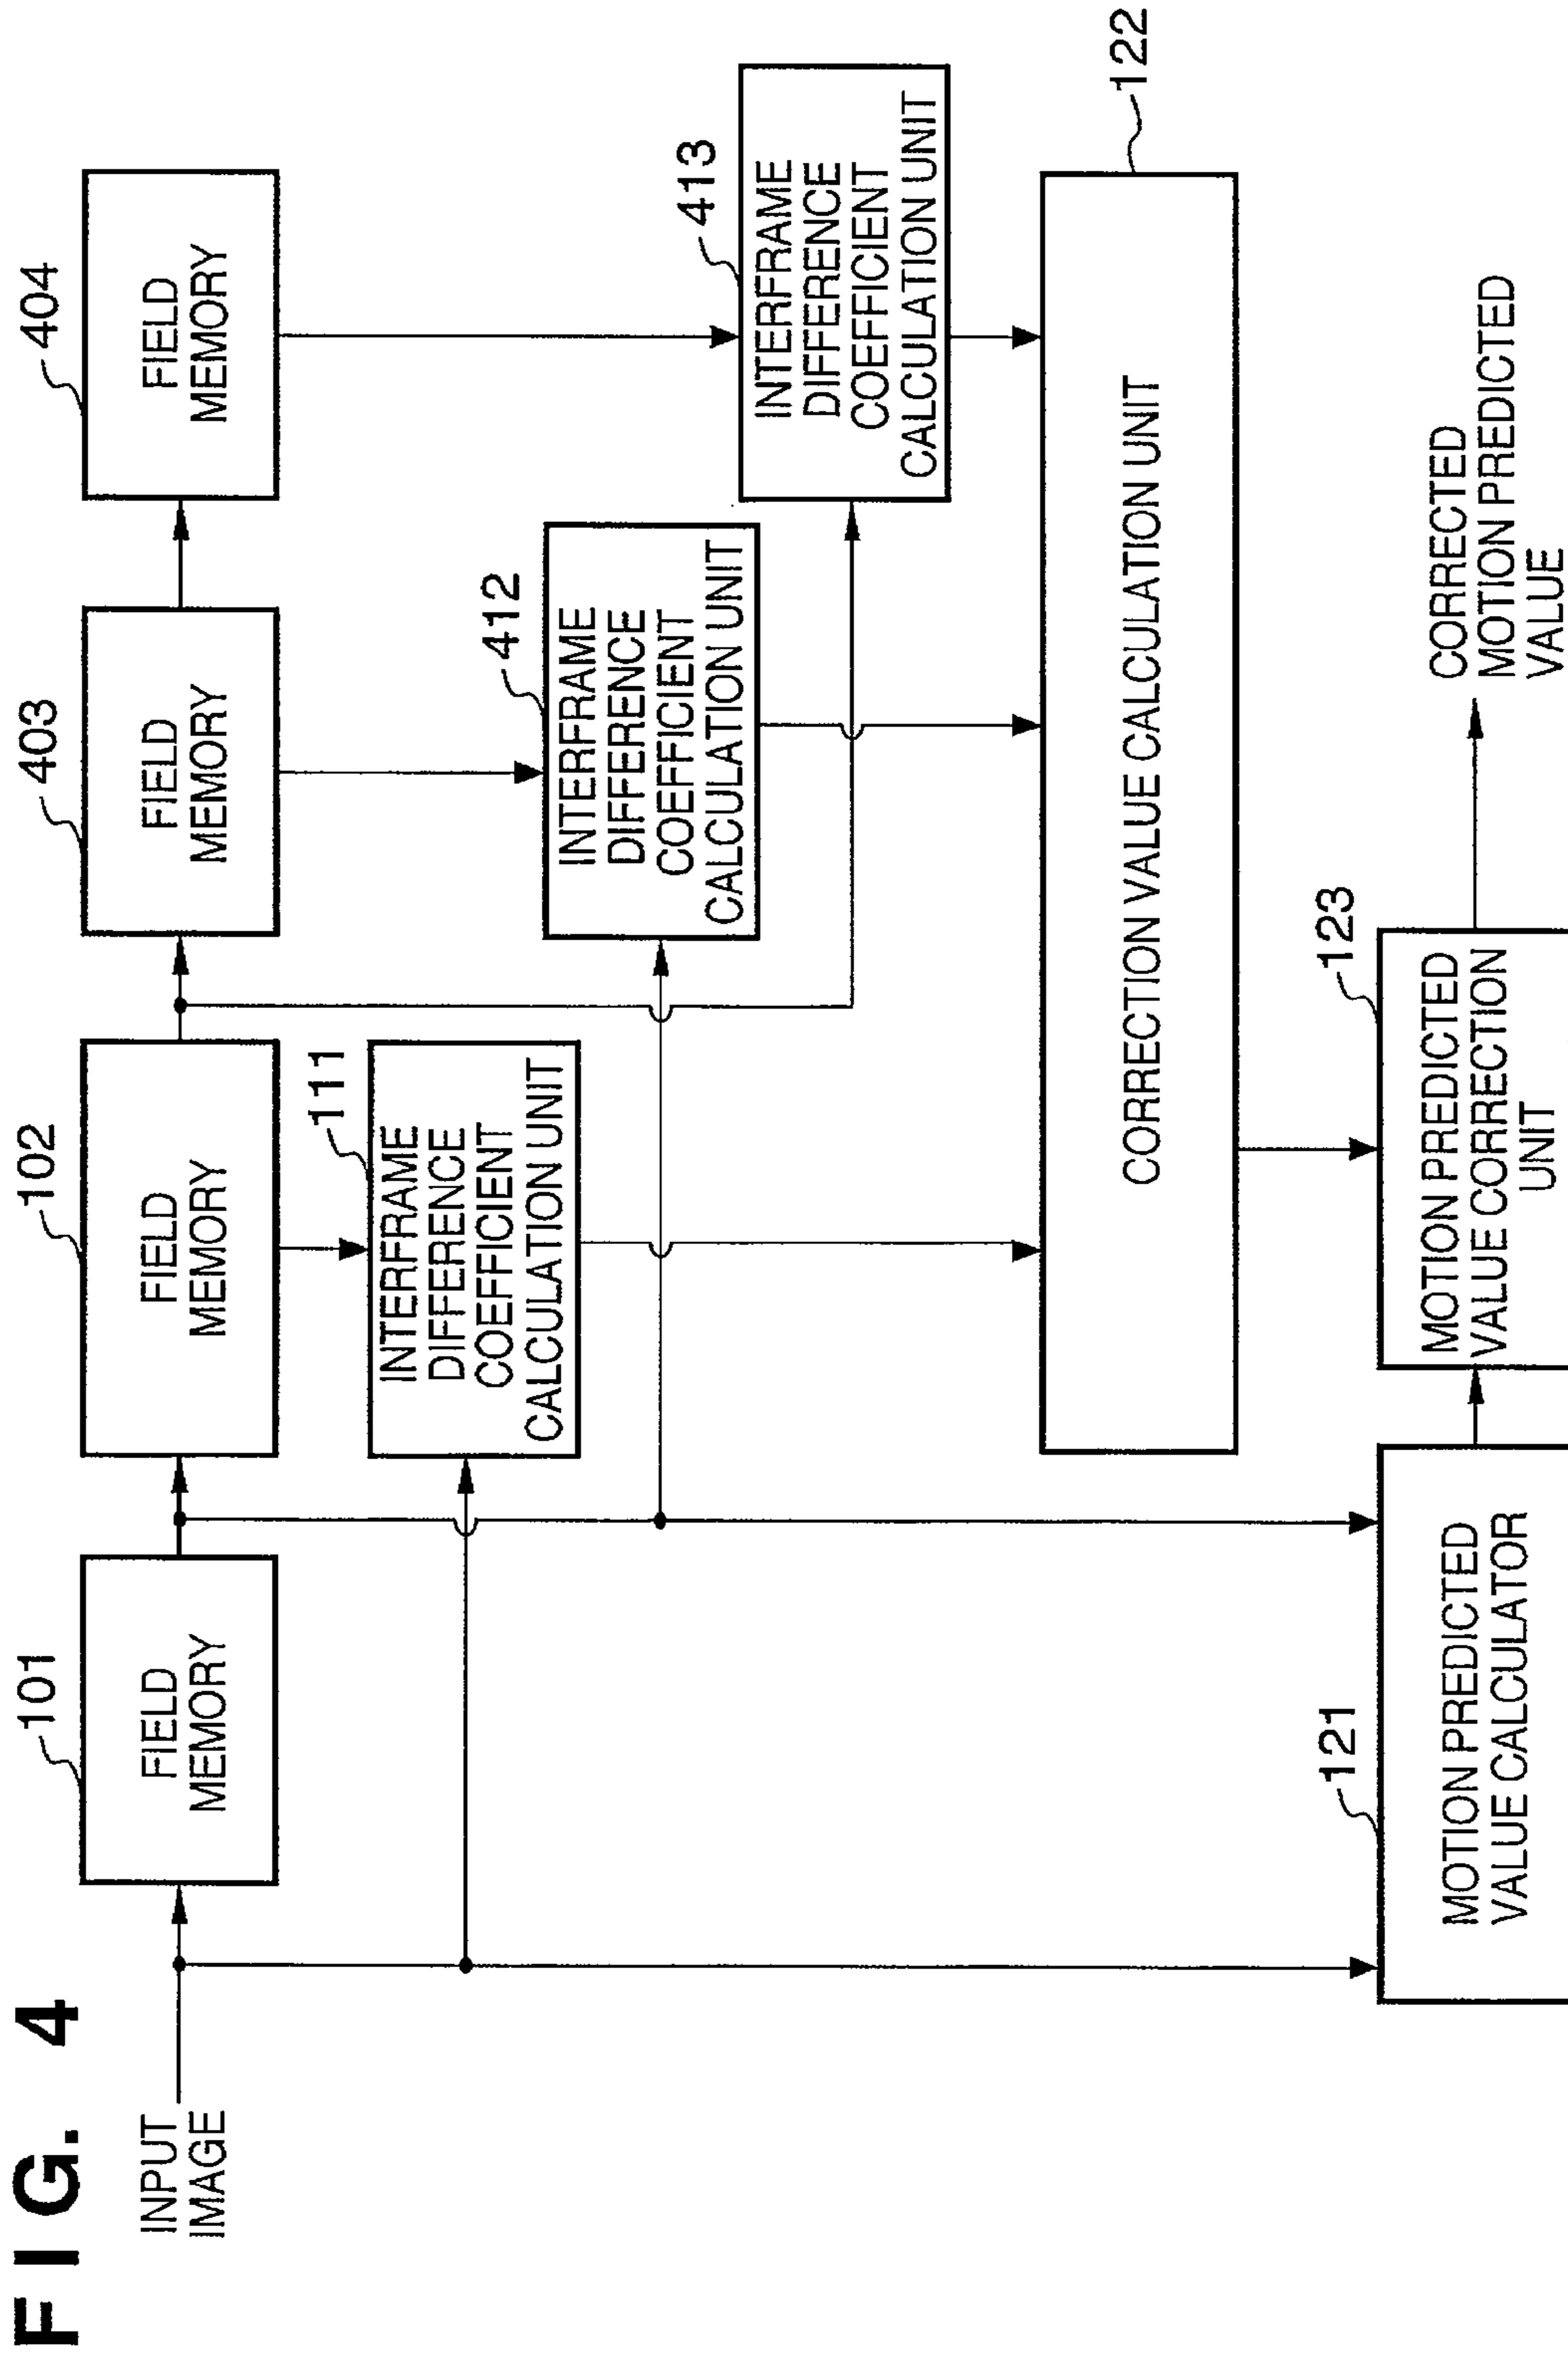 FIG. 4
INPUT
IMAGE
101
FIELD
MEMORY
102
FIELD
MEMORY
403
FIELD
MEMORY
404
FIELD
MEMORY
111
INTERFRAME
DIFFERENCE
COEFFICIENT
CALCULATION UNIT
412
INTERFRAME
DIFFERENCE
COEFFICIENT
CALCULATION UNIT
413
INTERFRAME
DIFFERENCE
COEFFICIENT
CALCULATION UNIT
122
CORRECTION VALUE CALCULATION UNIT
121
MOTION PREDICTED
VALUE CALCULATOR
123
MOTION PREDICTED
VALUE CORRECTION
UNIT
CORRECTED
MOTION PREDICTED
VALUE